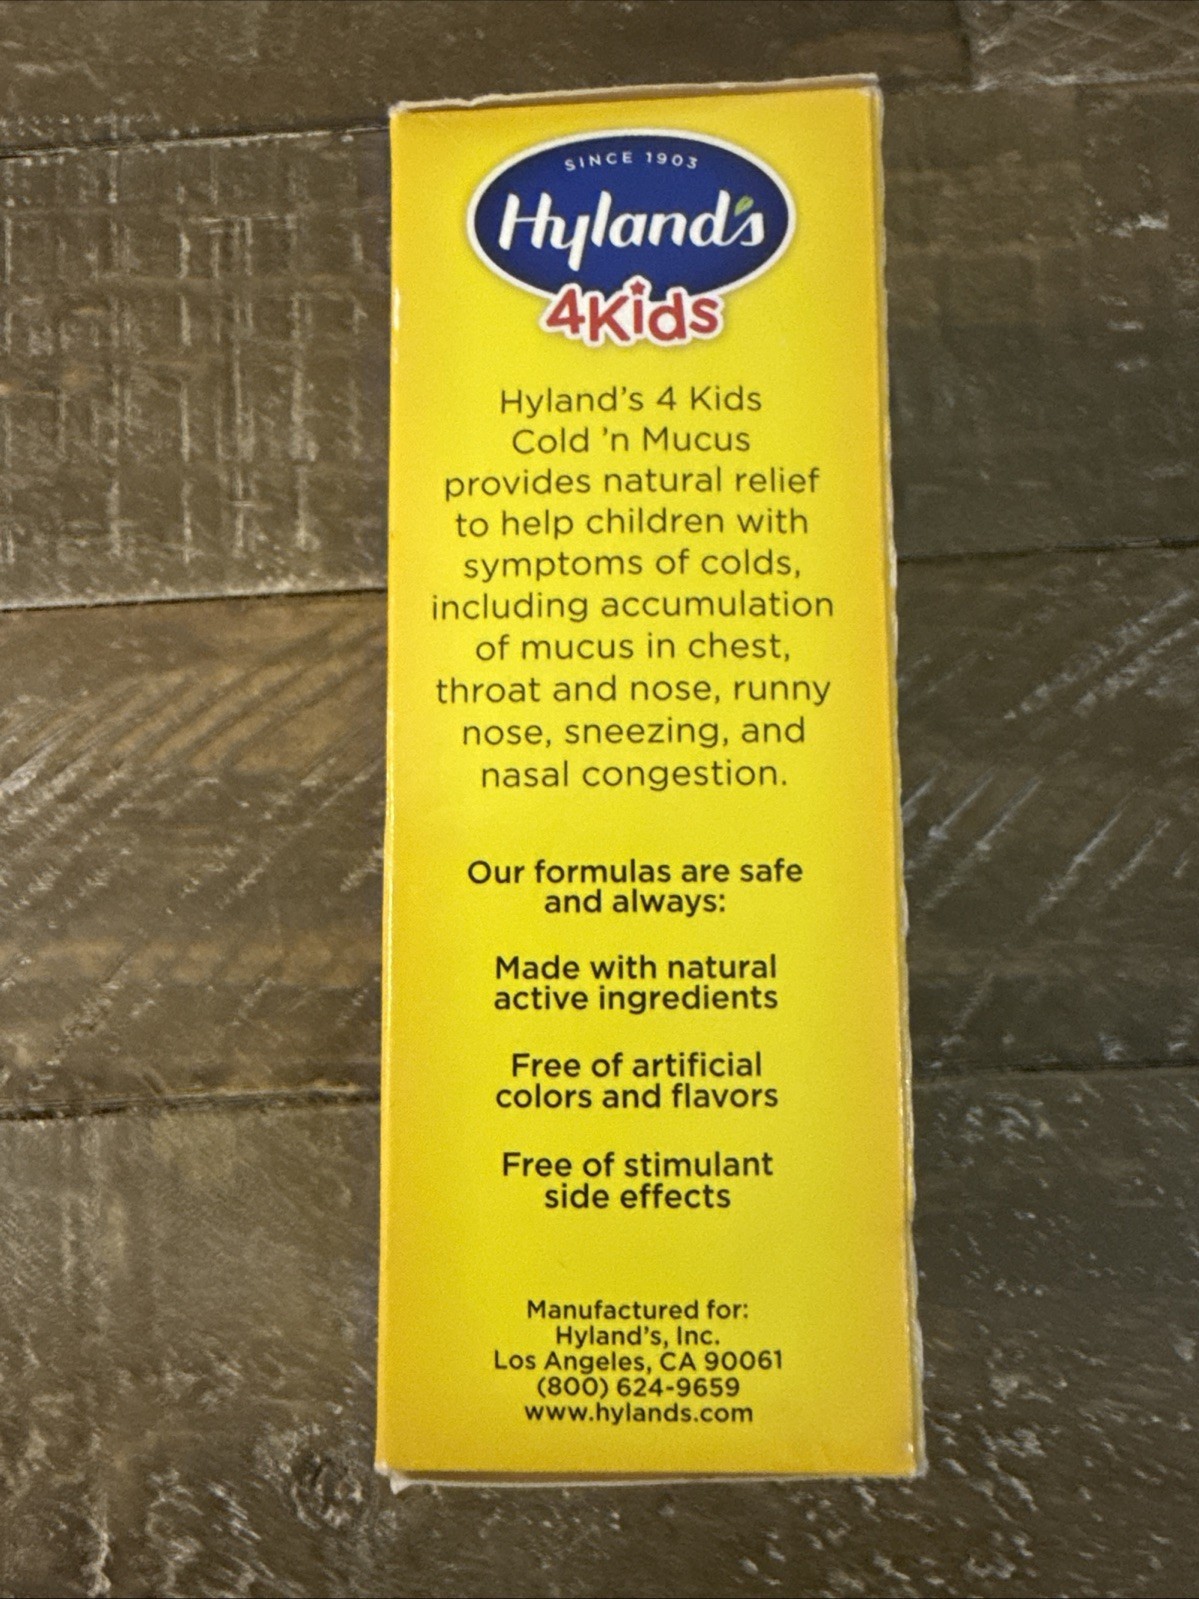 SINCE 1903
Hyland's
4Kids
Hyland's 4 Kids
Cold 'n Mucus
provides natural relief
to help children with
symptoms of colds,
including accumulation
of mucus in chest,
throat and nose, runny
nose, sneezing, and
nasal congestion.
Our formulas are safe
and always:
Made with natural
active ingredients
Free of artificial
colors and flavors
Free of stimulant
side effects
Manufactured for:
Hyland's, Inc.
Los Angeles, CA 90061
(800) 624-9659
www.hylands.com